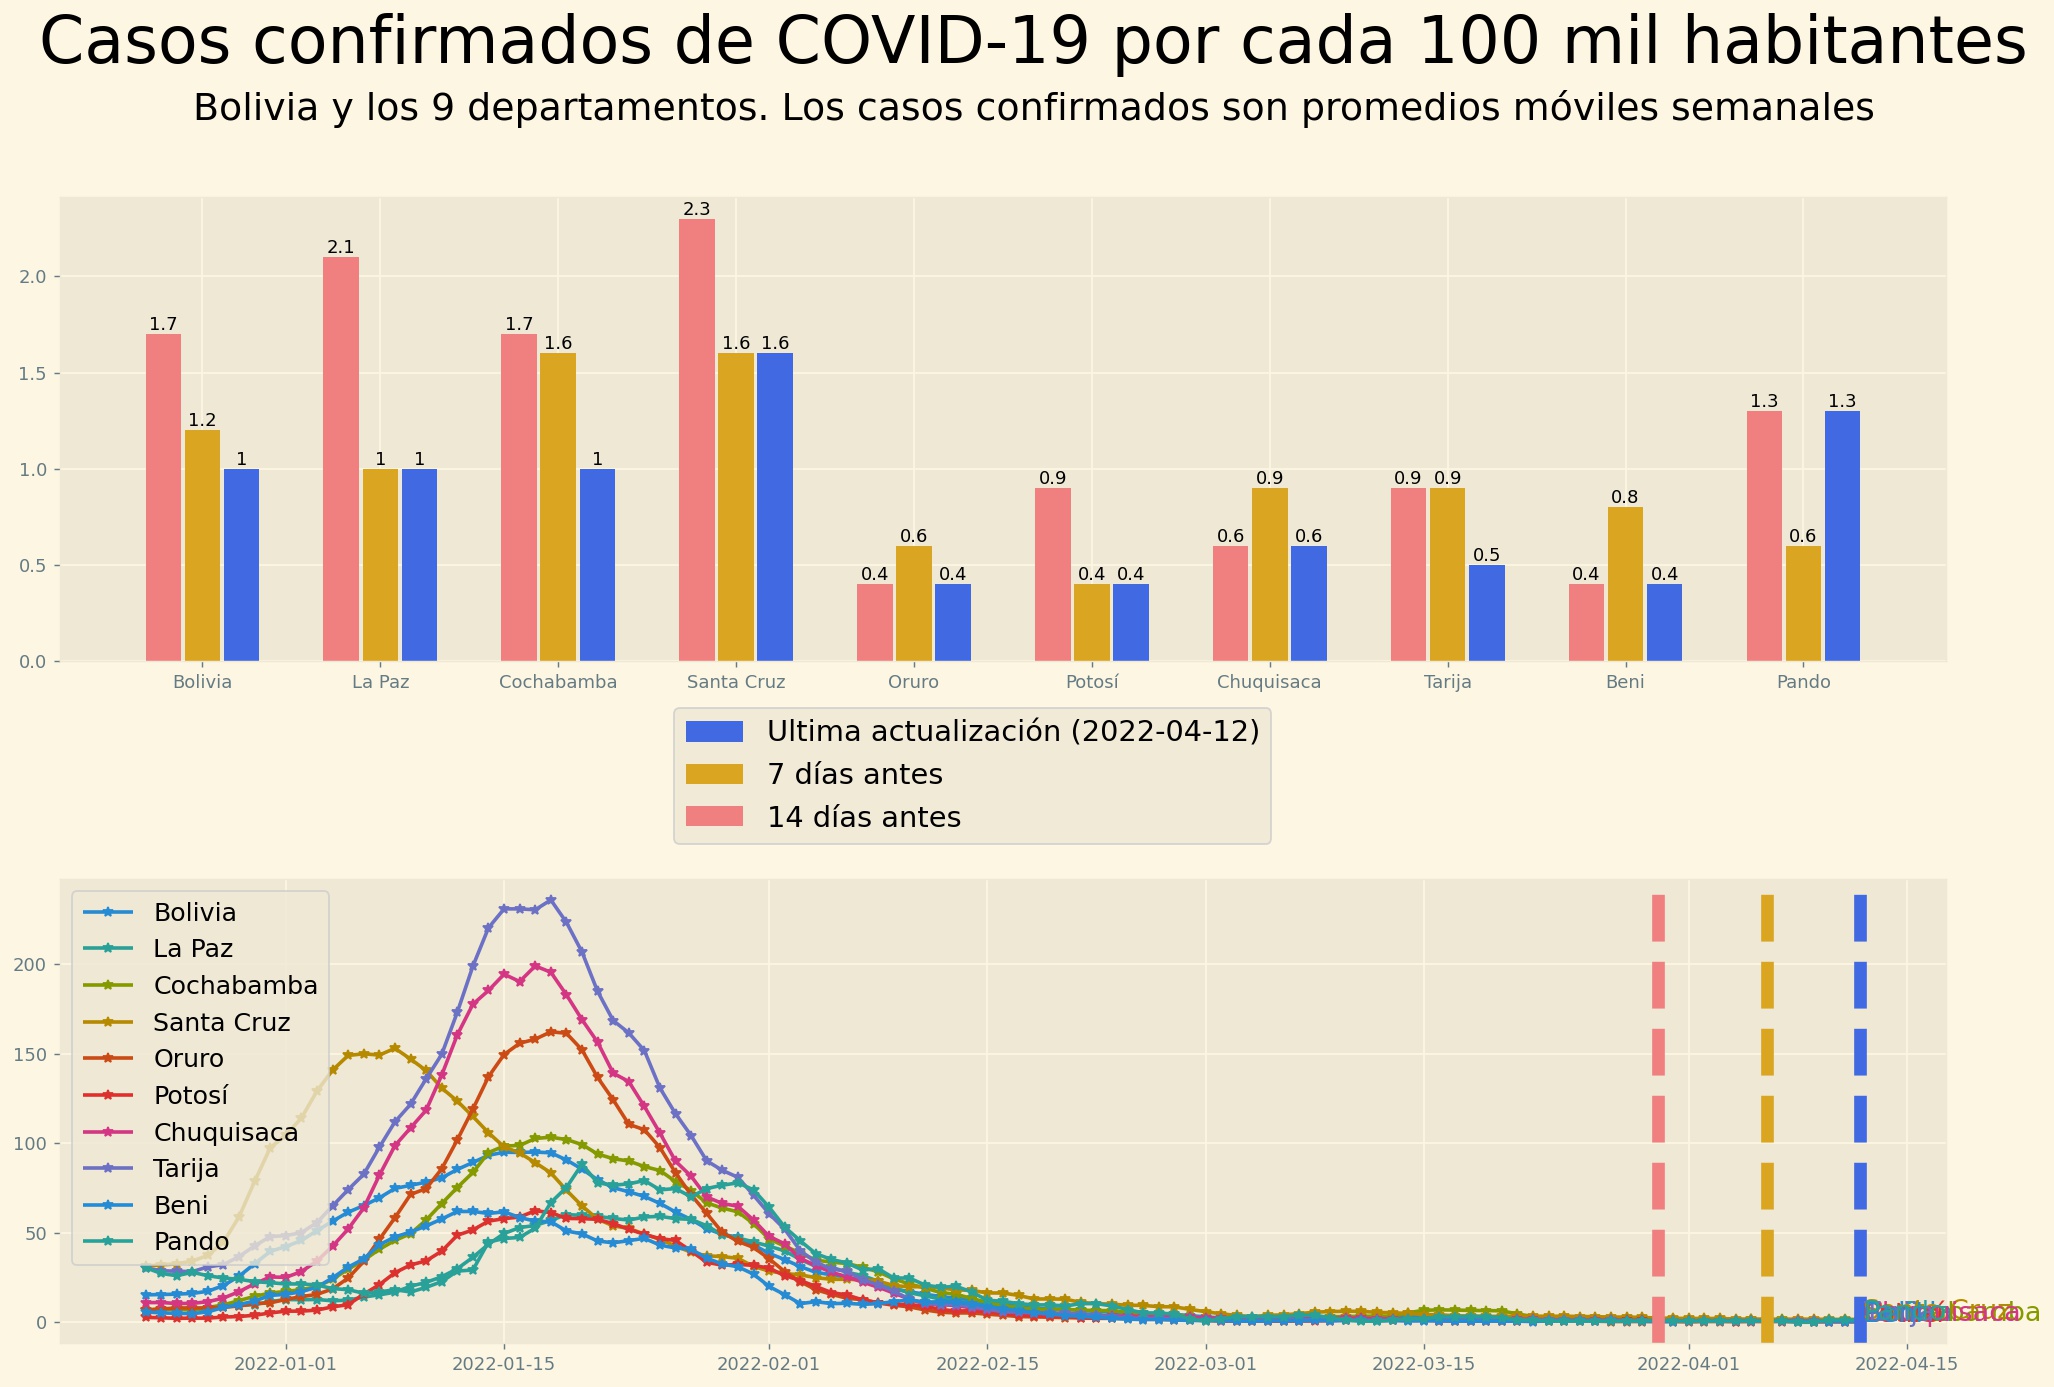 Casos confirmados de COVID-19 por cada 100 mil habitantes
Bolivia y los 9 departamentos. Los casos confirmados son promedios móviles semanales
2.3
2.1
1.7 1.7
1.6 1.6 1.6
1.3 1.3
1.2
1 1 1 1
0.9 0.9 0.9 0.9
0.8
0.6 0.6 0.6 0.6
0.5
0.4 0.4 0.4 0.4 0.4 0.4
2.0
1.5
1.0
0.5
0.0
Bolivia La Paz Cochabamba Santa Cruz Oruro Potosí Chuquisaca Tarija Beni Pando
Ultima actualización (2022-04-12)
7 días antes
14 días antes
Bolivia
La Paz
Cochabamba
Santa Cruz
Oruro
Potosí
Chuquisaca
Tarija
Beni
Pando
200
150
100
50
0
2022-01-01 2022-01-15 2022-02-01 2022-02-15 2022-03-01 2022-03-15 2022-04-01 2022-04-15